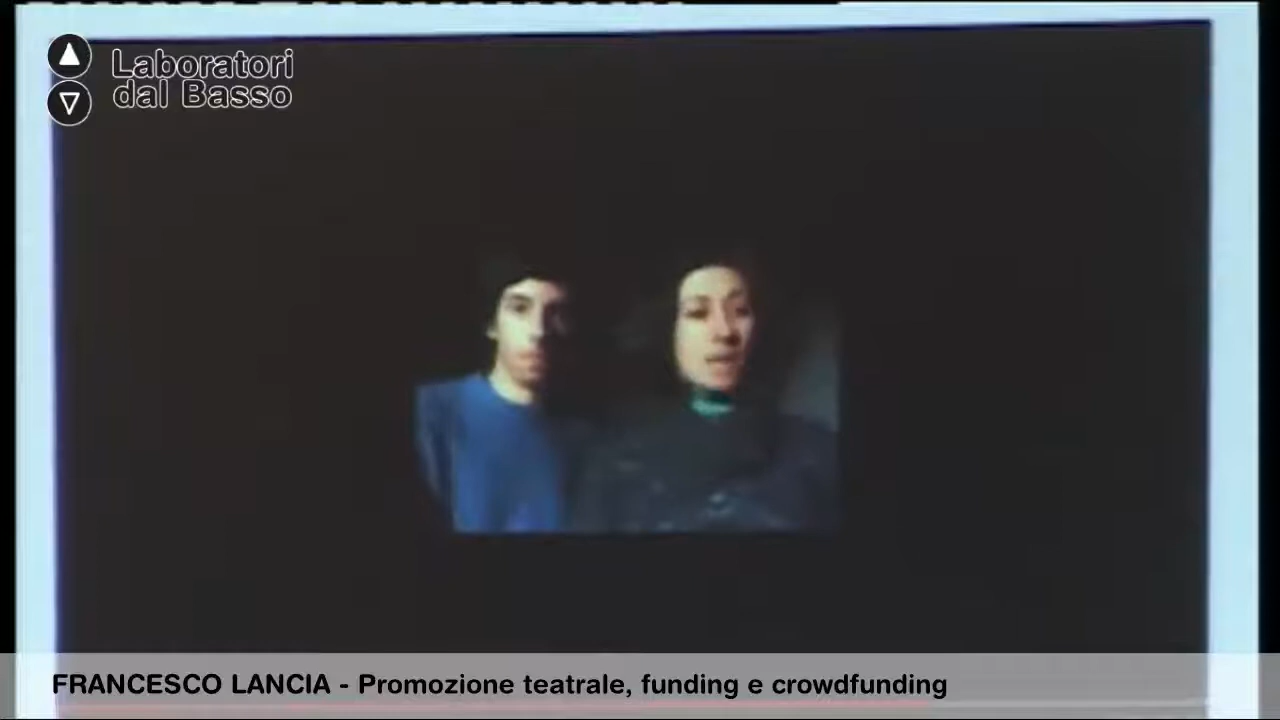 Laboratori
dal Basso
FRANCESCO LANCIA - Promozione teatrale, funding e crowdfunding